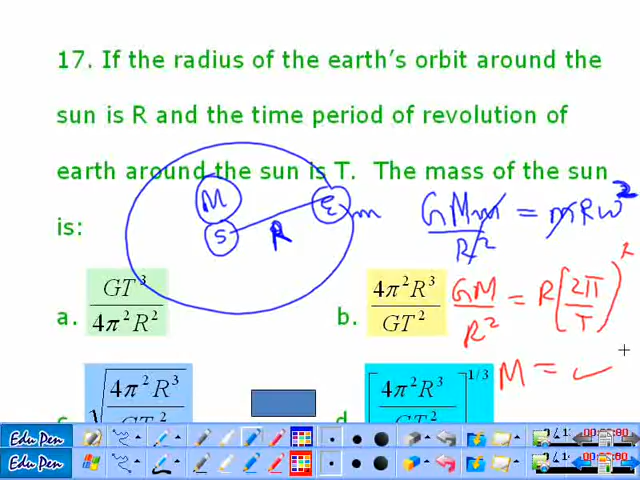 17. If the radius of the earth's orbit around the
sun is R and the time period of revolution of
earth around the sun is T. The mass of the sun
is:
M
S
E
m
R
GMm/R² = mRω²
a. GT³/4π²R²
b. 4π²R³/GT²
GM/R² = R(2π/T)²
M = ✓
c. √(4π²R³/GT²)
d. [4π²R³/GT²]^1/3
Edu Pen
Edu Pen